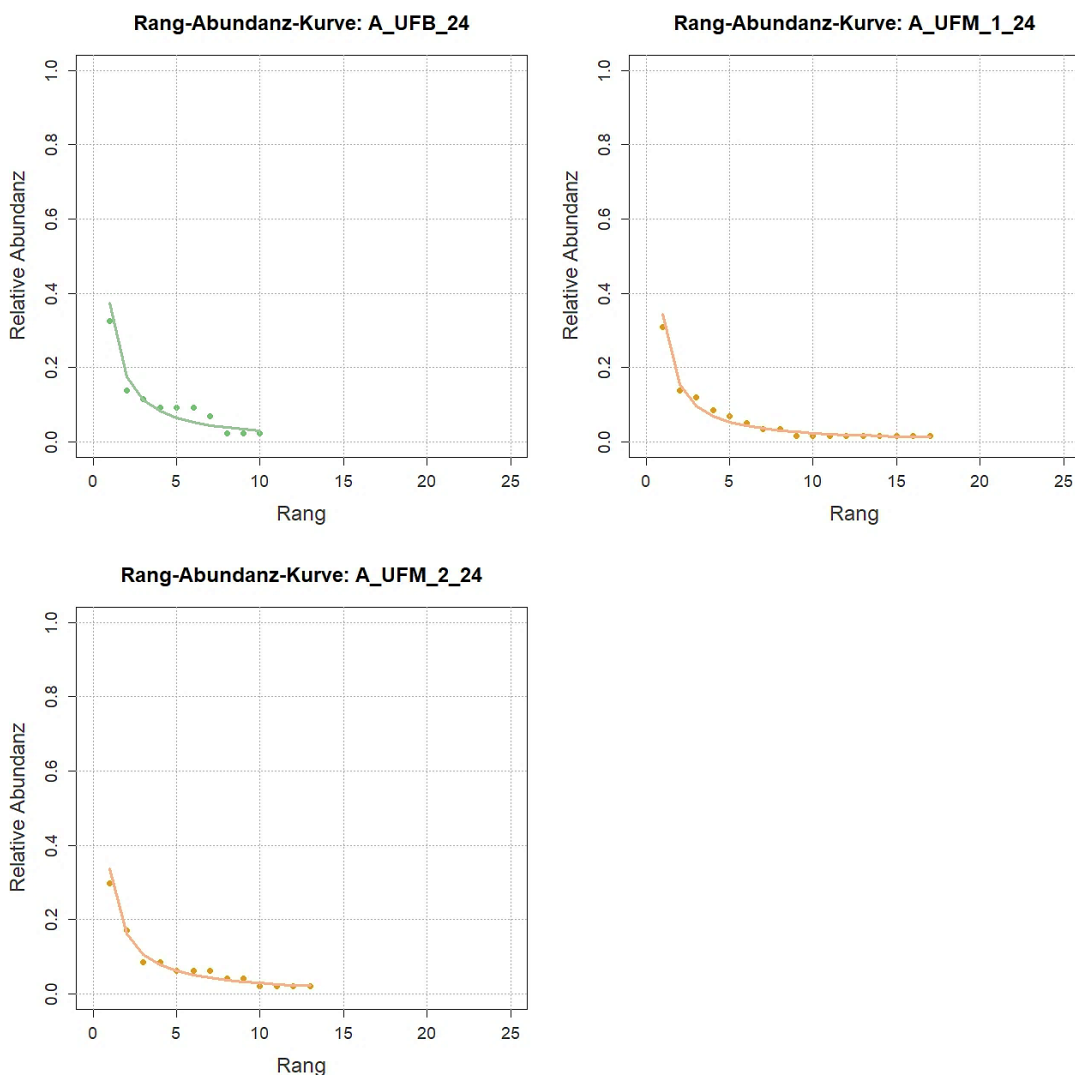 Rang-Abundanz-Kurve: A_UFB_24
Relative Abundanz
1.0
0.8
0.6
0.4
0.2
0.0
0 5 10 15 20 25
Rang
Rang-Abundanz-Kurve: A_UFM_1_24
Relative Abundanz
1.0
0.8
0.6
0.4
0.2
0.0
0 5 10 15 20 25
Rang
Rang-Abundanz-Kurve: A_UFM_2_24
Relative Abundanz
1.0
0.8
0.6
0.4
0.2
0.0
0 5 10 15 20 25
Rang